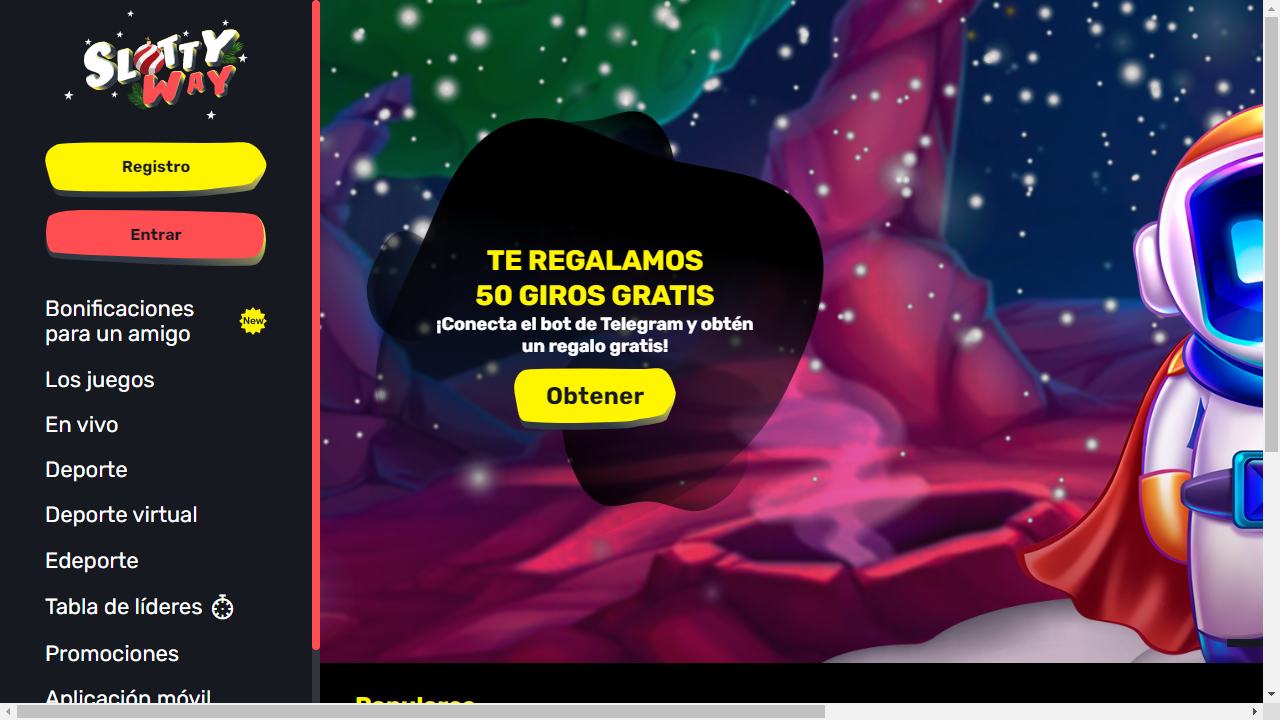 SLOTTY
WAY
Registro
Entrar
Bonificaciones
para un amigo
New
Los juegos
En vivo
Deporte
Deporte virtual
Edeporte
Tabla de líderes
Promociones
Aplicación móvil
TE REGALAMOS
50 GIROS GRATIS
¡Conecta el bot de Telegram y obtén
un regalo gratis!
Obtener
Populares